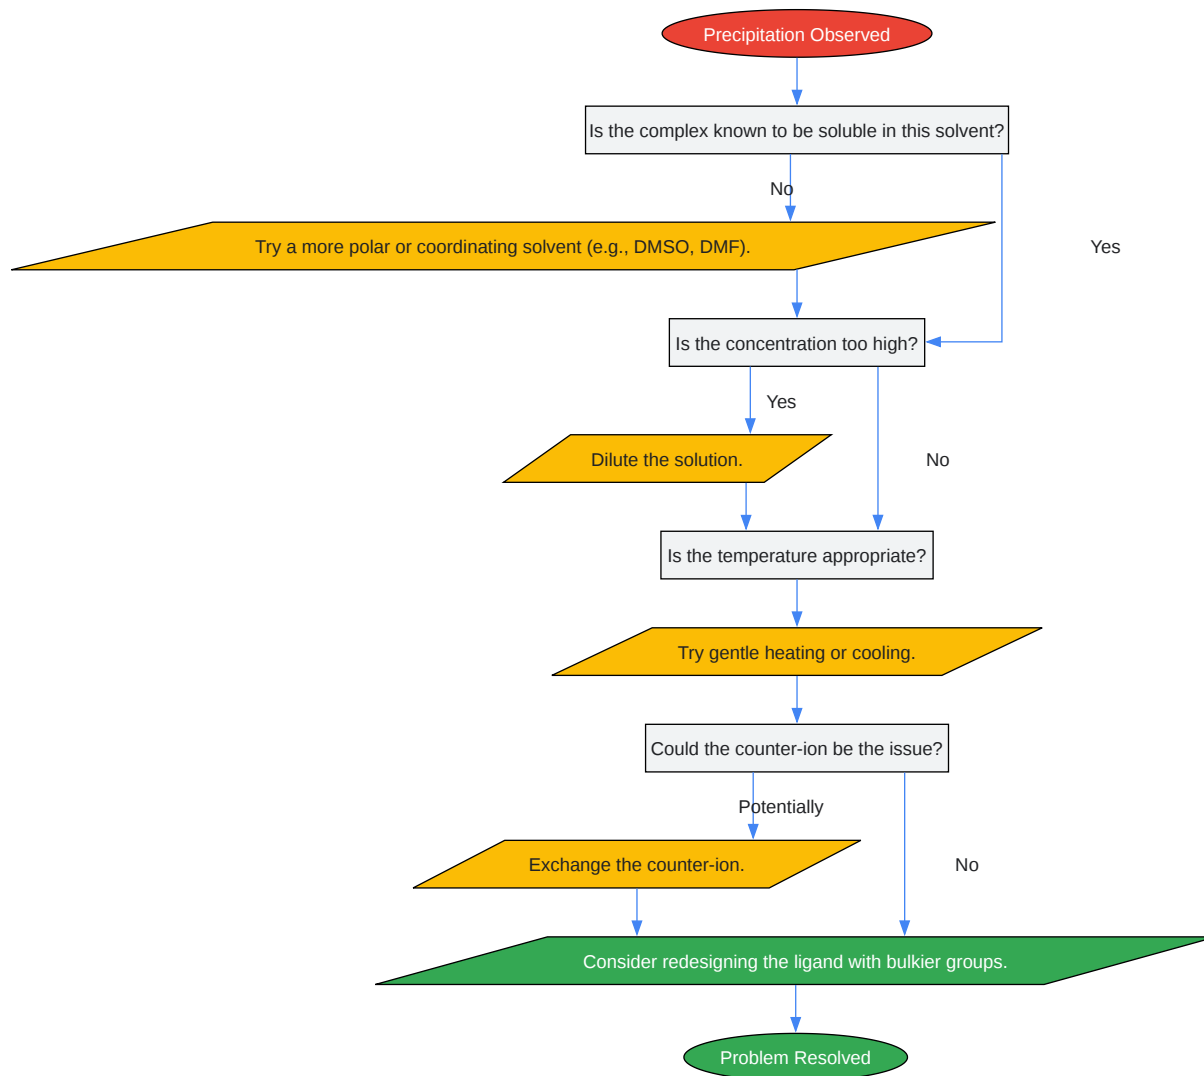 Precipitation Observed
Is the complex known to be soluble in this solvent?
No
Try a more polar or coordinating solvent (e.g., DMSO, DMF).
Yes
Is the concentration too high?
Yes
Dilute the solution.
No
Is the temperature appropriate?
Try gentle heating or cooling.
Could the counter-ion be the issue?
Potentially
Exchange the counter-ion.
No
Consider redesigning the ligand with bulkier groups.
Problem Resolved